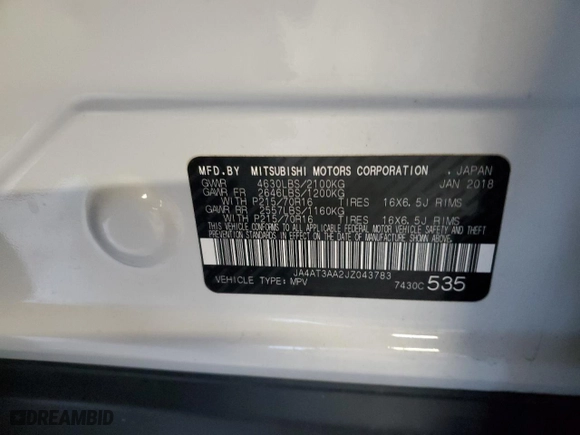 MFD.BY MITSUBISHI MOTORS CORPORATION , JAPAN
GVWR 4630LBS/2100KG JAN 2018
GAWR FR 2646LBS/1200KG
WITH P215/70R16 TIRES 16X6.5J RIMS
GAWR RR 2557LBS/1160KG
WITH P215/70R16 TIRES 16X6.5J RIMS
THIS VEHICLE CONFORMS TO ALL APPLICABLE FEDERAL MOTOR VEHICLE SAFETY
PREVENTION STANDARDS IN EFFECT ON THE DATE OF MANUFACTURE SHOWN ABOVE.
JA4AT3AA2JZ043783
VEHICLE TYPE: MPV 7430C 535
DREAMBID